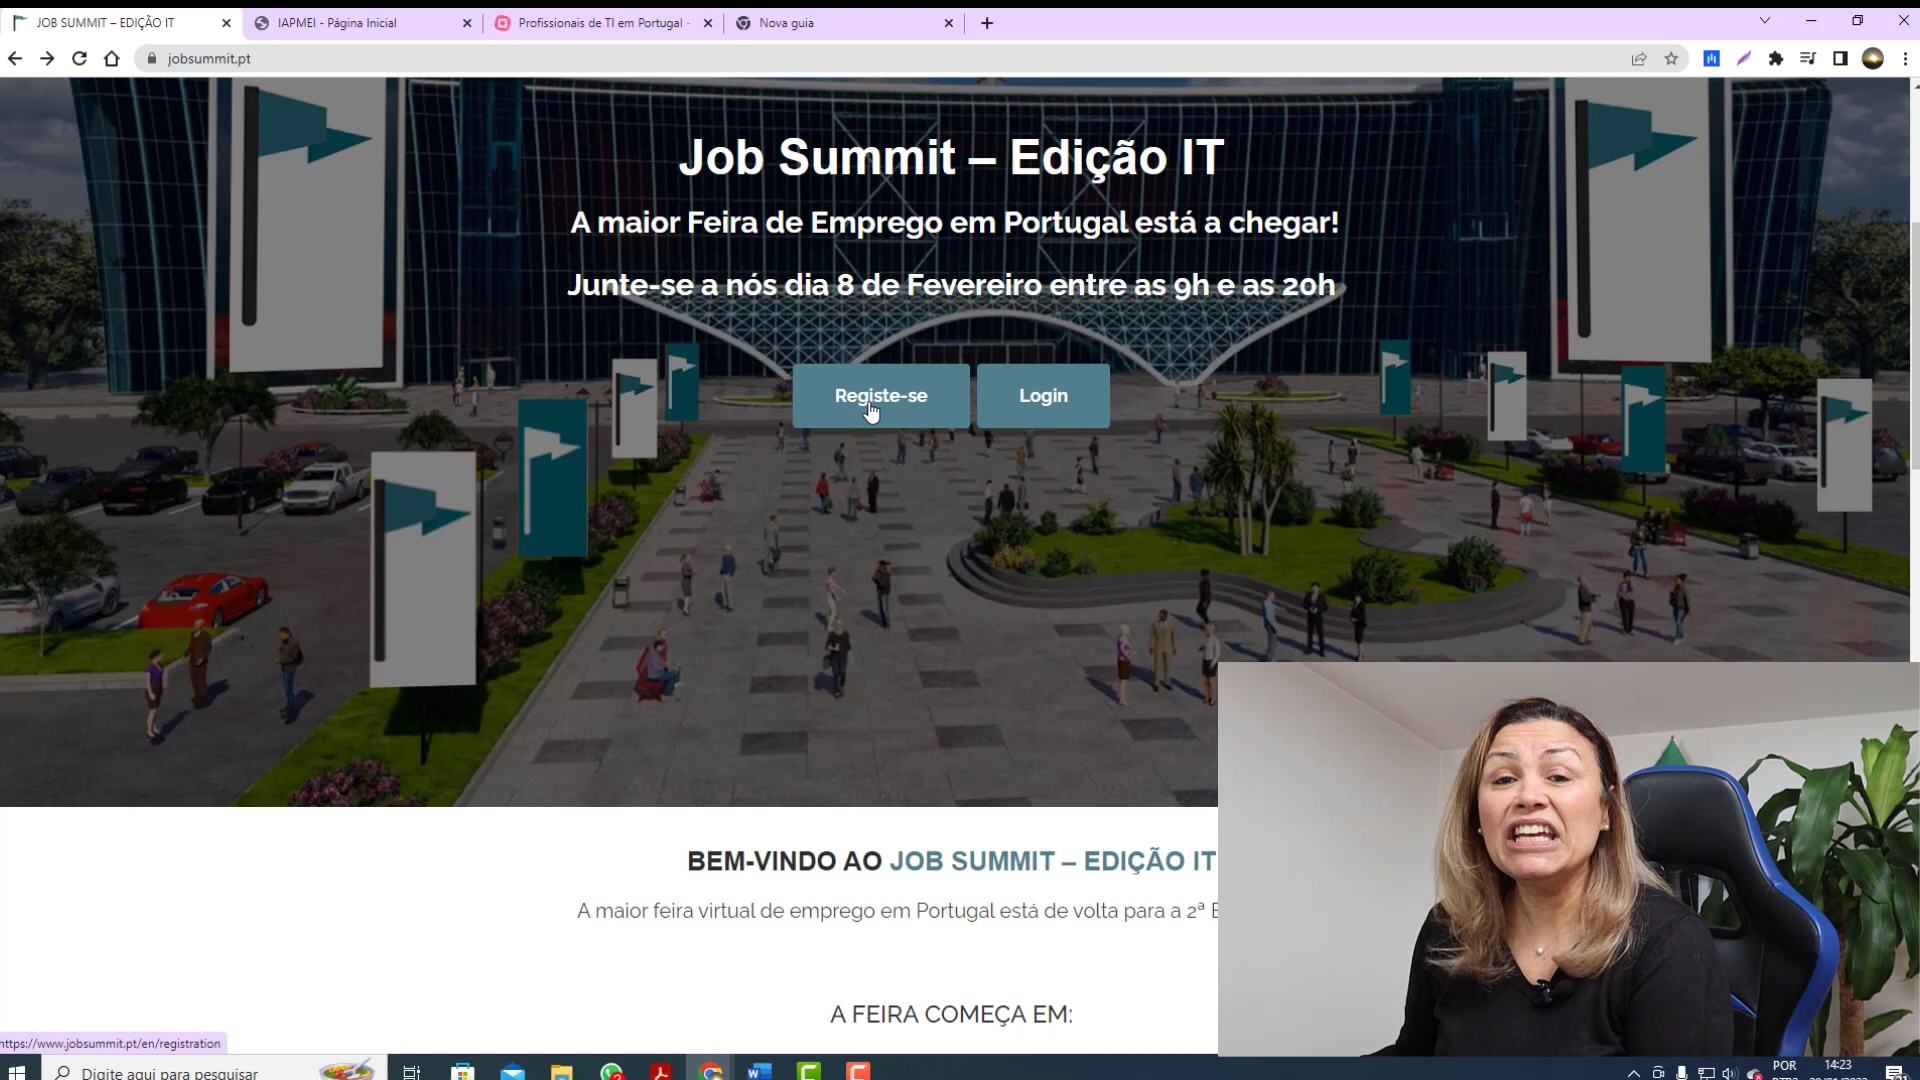 JOB SUMMIT – EDIÇÃO IT
IAPMEI - Página Inicial
Profissionais de TI em Portugal -
Nova guia
jobsummit.pt
Job Summit – Edição IT
A maior Feira de Emprego em Portugal está a chegar!
Junte-se a nós dia 8 de Fevereiro entre as 9h e as 20h
Registe-se
Login
BEM-VINDO AO JOB SUMMIT – EDIÇÃO IT
A maior feira virtual de emprego em Portugal está de volta para a 2ª E
A FEIRA COMEÇA EM:
https://www.jobsummit.pt/en/registration
Digite aqui para pesquisar
POR
14:23